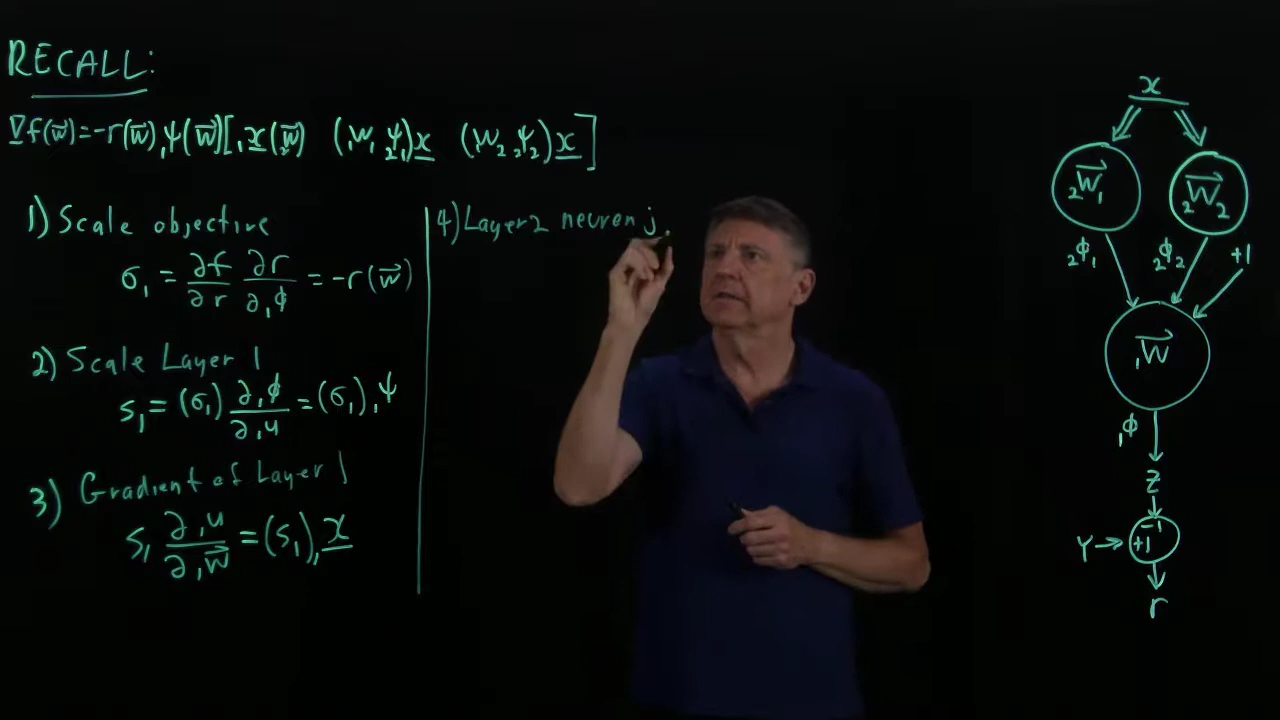 RECALL:
∇f(w⃗)=-r(w⃗)₁ψ(w⃗)[₁x(₂w⃗) (₁w₁ ₂ψ₁)x (₁w₂ ₂ψ₂)x]
1) Scale objective
σ₁ = ∂f/∂r ∂r/∂₁ϕ = -r(w⃗)
2) Scale Layer 1
s₁ = (σ₁) ∂₁ϕ/∂₁u = (σ₁)₁ψ
3) Gradient of Layer 1
s₁ ∂₁u/∂₁w⃗ = (s₁)₁x
4) Layer 2 neuron j
x
₂w⃗₁ ₂w⃗₂
₂ϕ₁ ₂ϕ₂ +1
₁w⃗
₁ϕ
z
Y → +1 -1
r